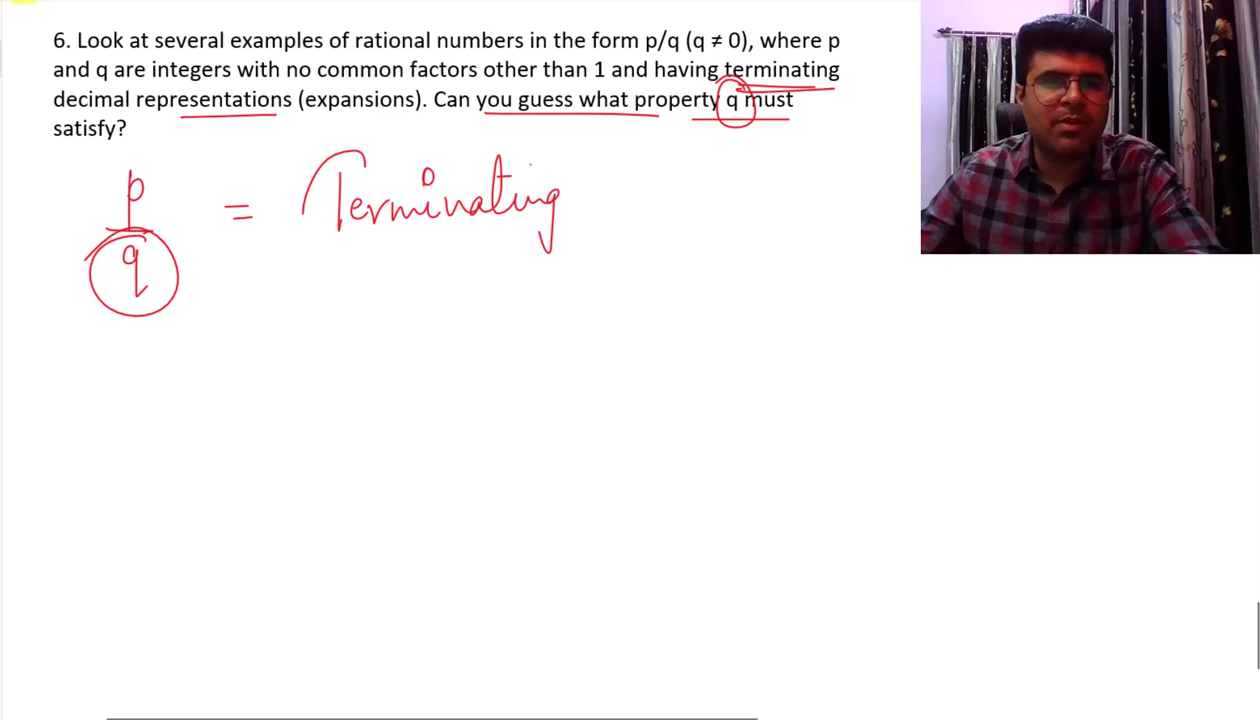 6. Look at several examples of rational numbers in the form p/q (q ≠ 0), where p
and q are integers with no common factors other than 1 and having terminating
decimal representations (expansions). Can you guess what property q must
satisfy?
p
= Terminating
q